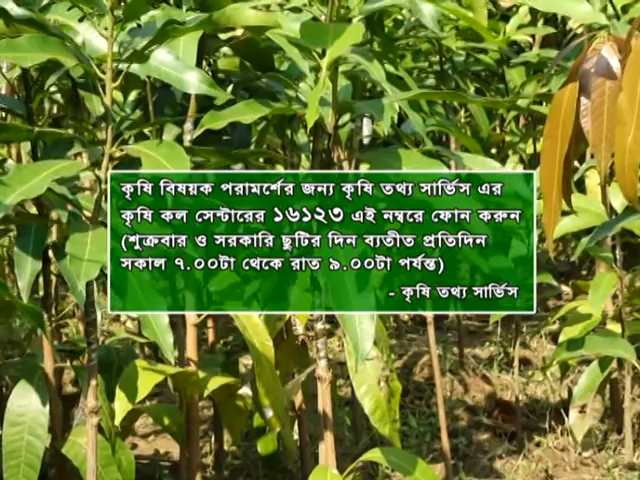 কৃষি বিষয়ক পরামর্শের জন্য কৃষি তথ্য সার্ভিস এর
কৃষি কল সেন্টারের ১৬১২৩ এই নম্বরে ফোন করুন
(শুক্রবার ও সরকারি ছুটির দিন ব্যতীত প্রতিদিন
সকাল ৭.০০টা থেকে রাত ৯.০০টা পর্যন্ত)
- কৃষি তথ্য সার্ভিস